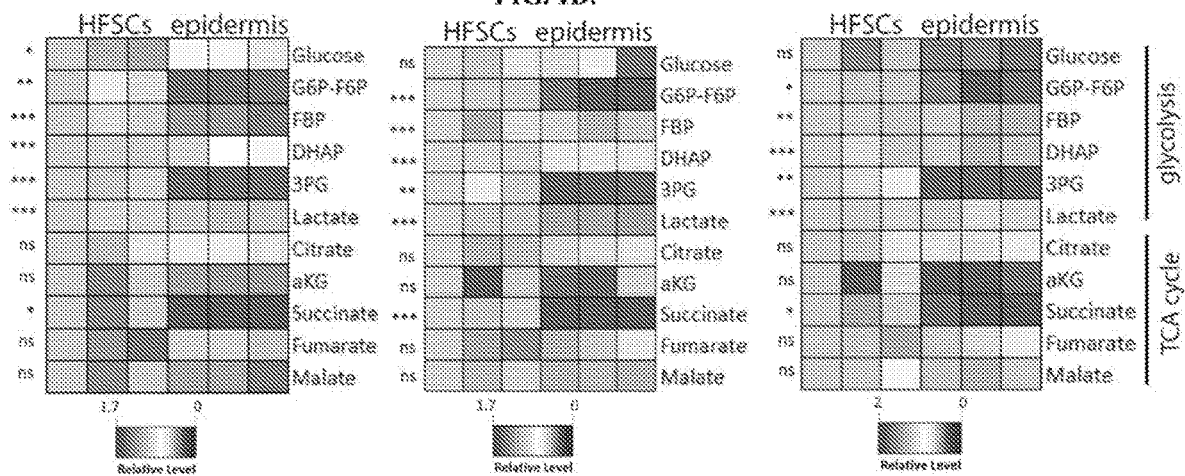 HFSCs epidermis
* Glucose
** G6P-F6P
*** FBP
*** DHAP
*** 3PG
*** Lactate
ns Citrate
ns aKG
* Succinate
ns Fumarate
ns Malate
1.7 0
Relative Level
HFSCs epidermis
ns Glucose
*** G6P-F6P
*** FBP
*** DHAP
** 3PG
*** Lactate
ns Citrate
ns aKG
*** Succinate
ns Fumarate
ns Malate
1.7 0
Relative Level
HFSCs epidermis
ns Glucose
* G6P-F6P
** FBP
*** DHAP
** 3PG
*** Lactate
ns Citrate
ns aKG
* Succinate
ns Fumarate
ns Malate
2 0
Relative Level
glycolysis
TCA cycle